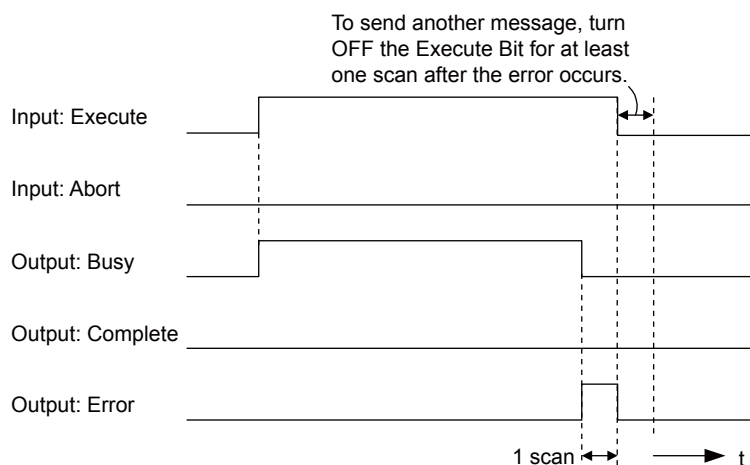 To send another message, turn
OFF the Execute Bit for at least
one scan after the error occurs.
Input: Execute
Input: Abort
Output: Busy
Output: Complete
Output: Error
1 scan
t